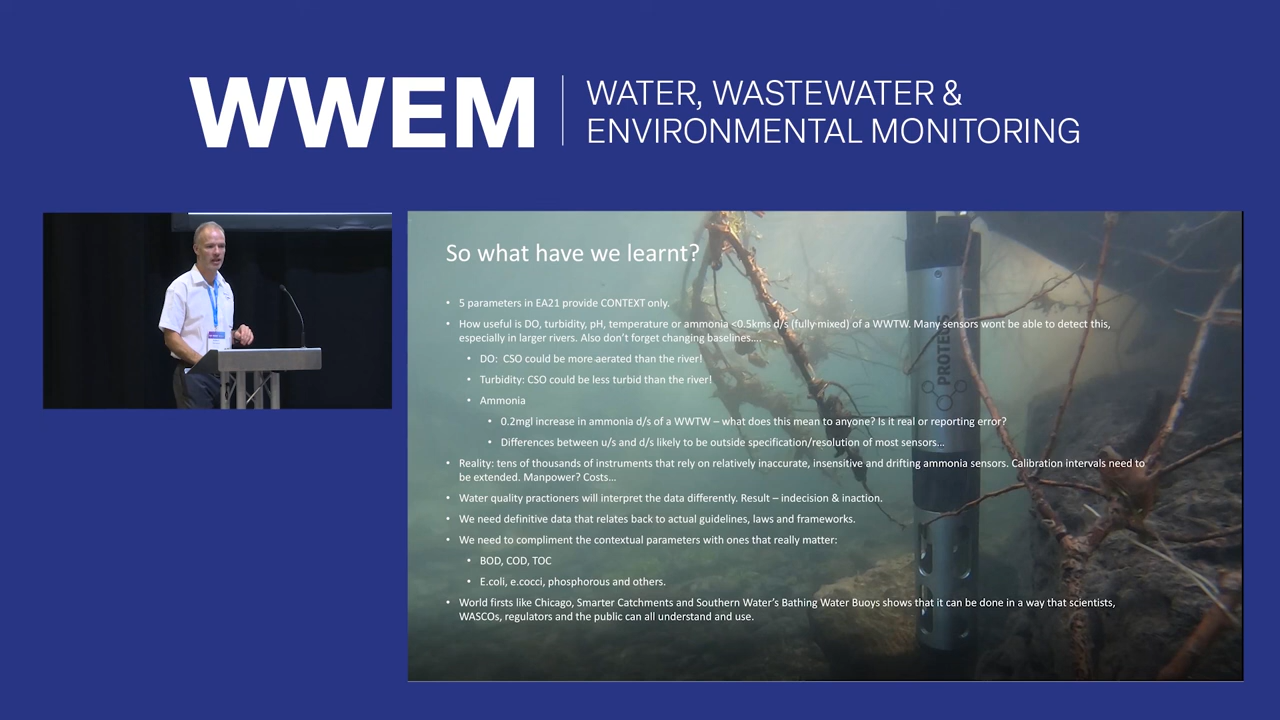 WWEM
WATER, WASTEWATER &
ENVIRONMENTAL MONITORING
So what have we learnt?
• 5 parameters in EA21 provide CONTEXT only.
• How useful is DO, turbidity, pH, temperature or ammonia <0.5kms d/s (fully mixed) of a WWTW. Many sensors wont be able to detect this,
especially in larger rivers. Also don't forget changing baselines....
• DO: CSO could be more aerated than the river!
• Turbidity: CSO could be less turbid than the river!
• Ammonia
• 0.2mgl increase in ammonia d/s of a WWTW – what does this mean to anyone? Is it real or reporting error?
• Differences between u/s and d/s likely to be outside specification/resolution of most sensors...
• Reality: tens of thousands of instruments that rely on relatively inaccurate, insensitive and drifting ammonia sensors. Calibration intervals need to
be extended. Manpower? Costs...
• Water quality practioners will interpret the data differently. Result – indecision & inaction.
• We need definitive data that relates back to actual guidelines, laws and frameworks.
• We need to compliment the contextual parameters with ones that really matter:
• BOD, COD, TOC
• E.coli, e.cocci, phosphorous and others.
• World firsts like Chicago, Smarter Catchments and Southern Water's Bathing Water Buoys shows that it can be done in a way that scientists,
WASCOs, regulators and the public can all understand and use.
PROTEUS